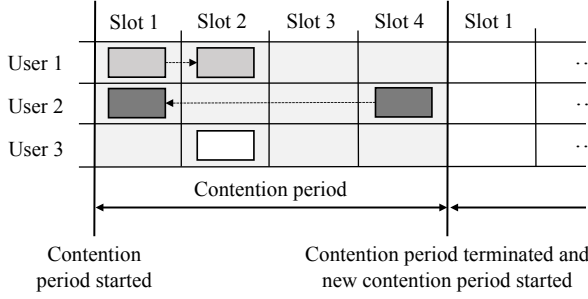 Slot 1 Slot 2 Slot 3 Slot 4 Slot 1
User 1 ..
User 2 ..
User 3 ..
Contention period
Contention Contention period terminated and
period started new contention period started